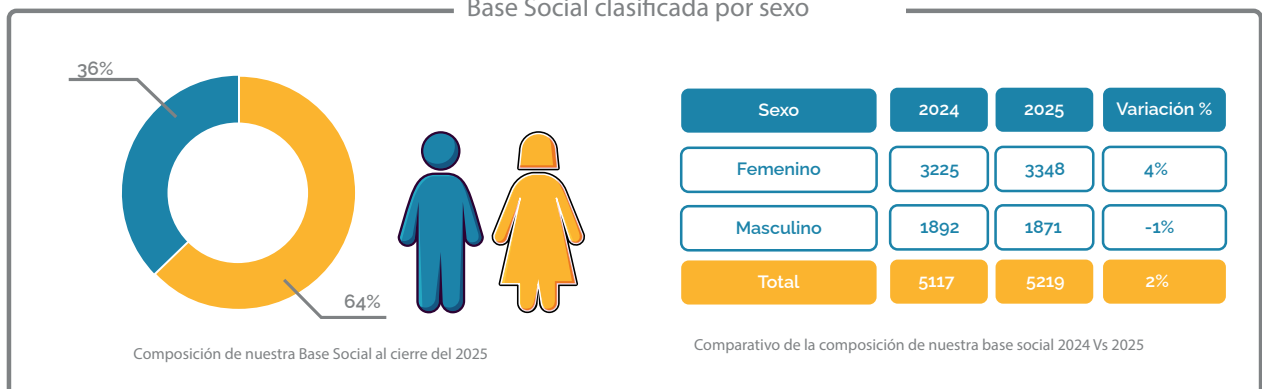 Base Social clasificada por sexo
36%
64%
Composición de nuestra Base Social al cierre del 2025
Sexo 2024 2025 Variación %
Femenino 3225 3348 4%
Masculino 1892 1871 -1%
Total 5117 5219 2%
Comparativo de la composición de nuestra base social 2024 Vs 2025